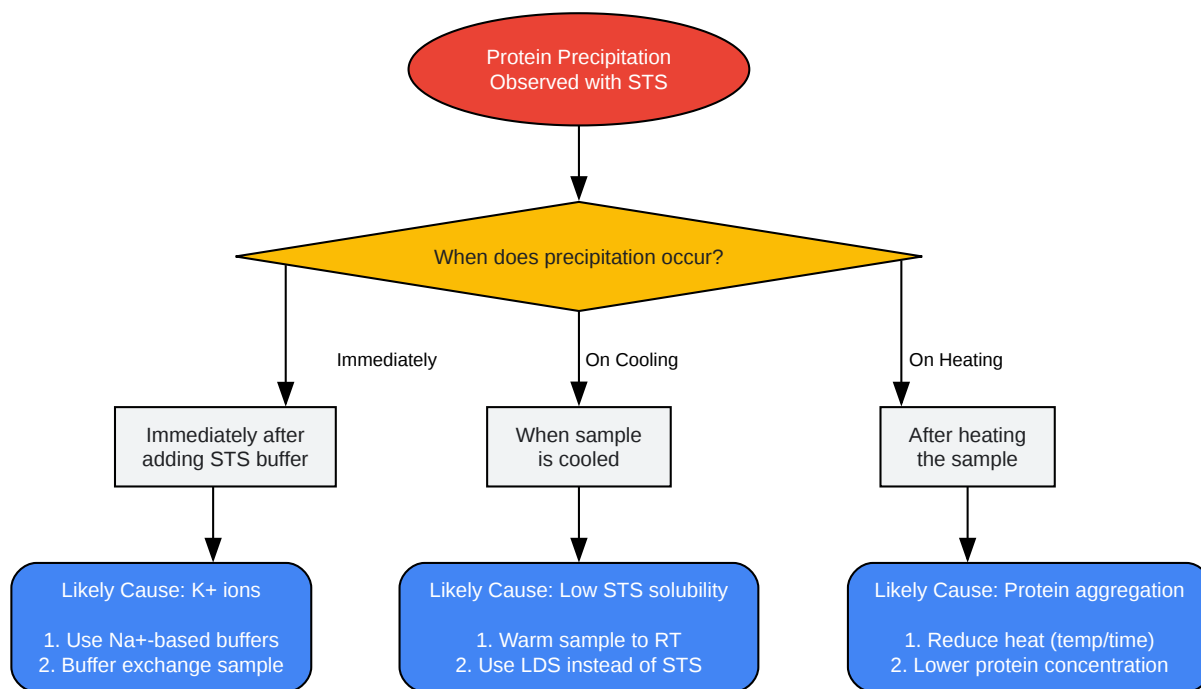 Protein Precipitation
Observed with STS
When does precipitation occur?
Immediately
On Cooling
On Heating
Immediately after
adding STS buffer
When sample
is cooled
After heating
the sample
Likely Cause: K+ ions
1. Use Na+-based buffers
2. Buffer exchange sample
Likely Cause: Low STS solubility
1. Warm sample to RT
2. Use LDS instead of STS
Likely Cause: Protein aggregation
1. Reduce heat (temp/time)
2. Lower protein concentration